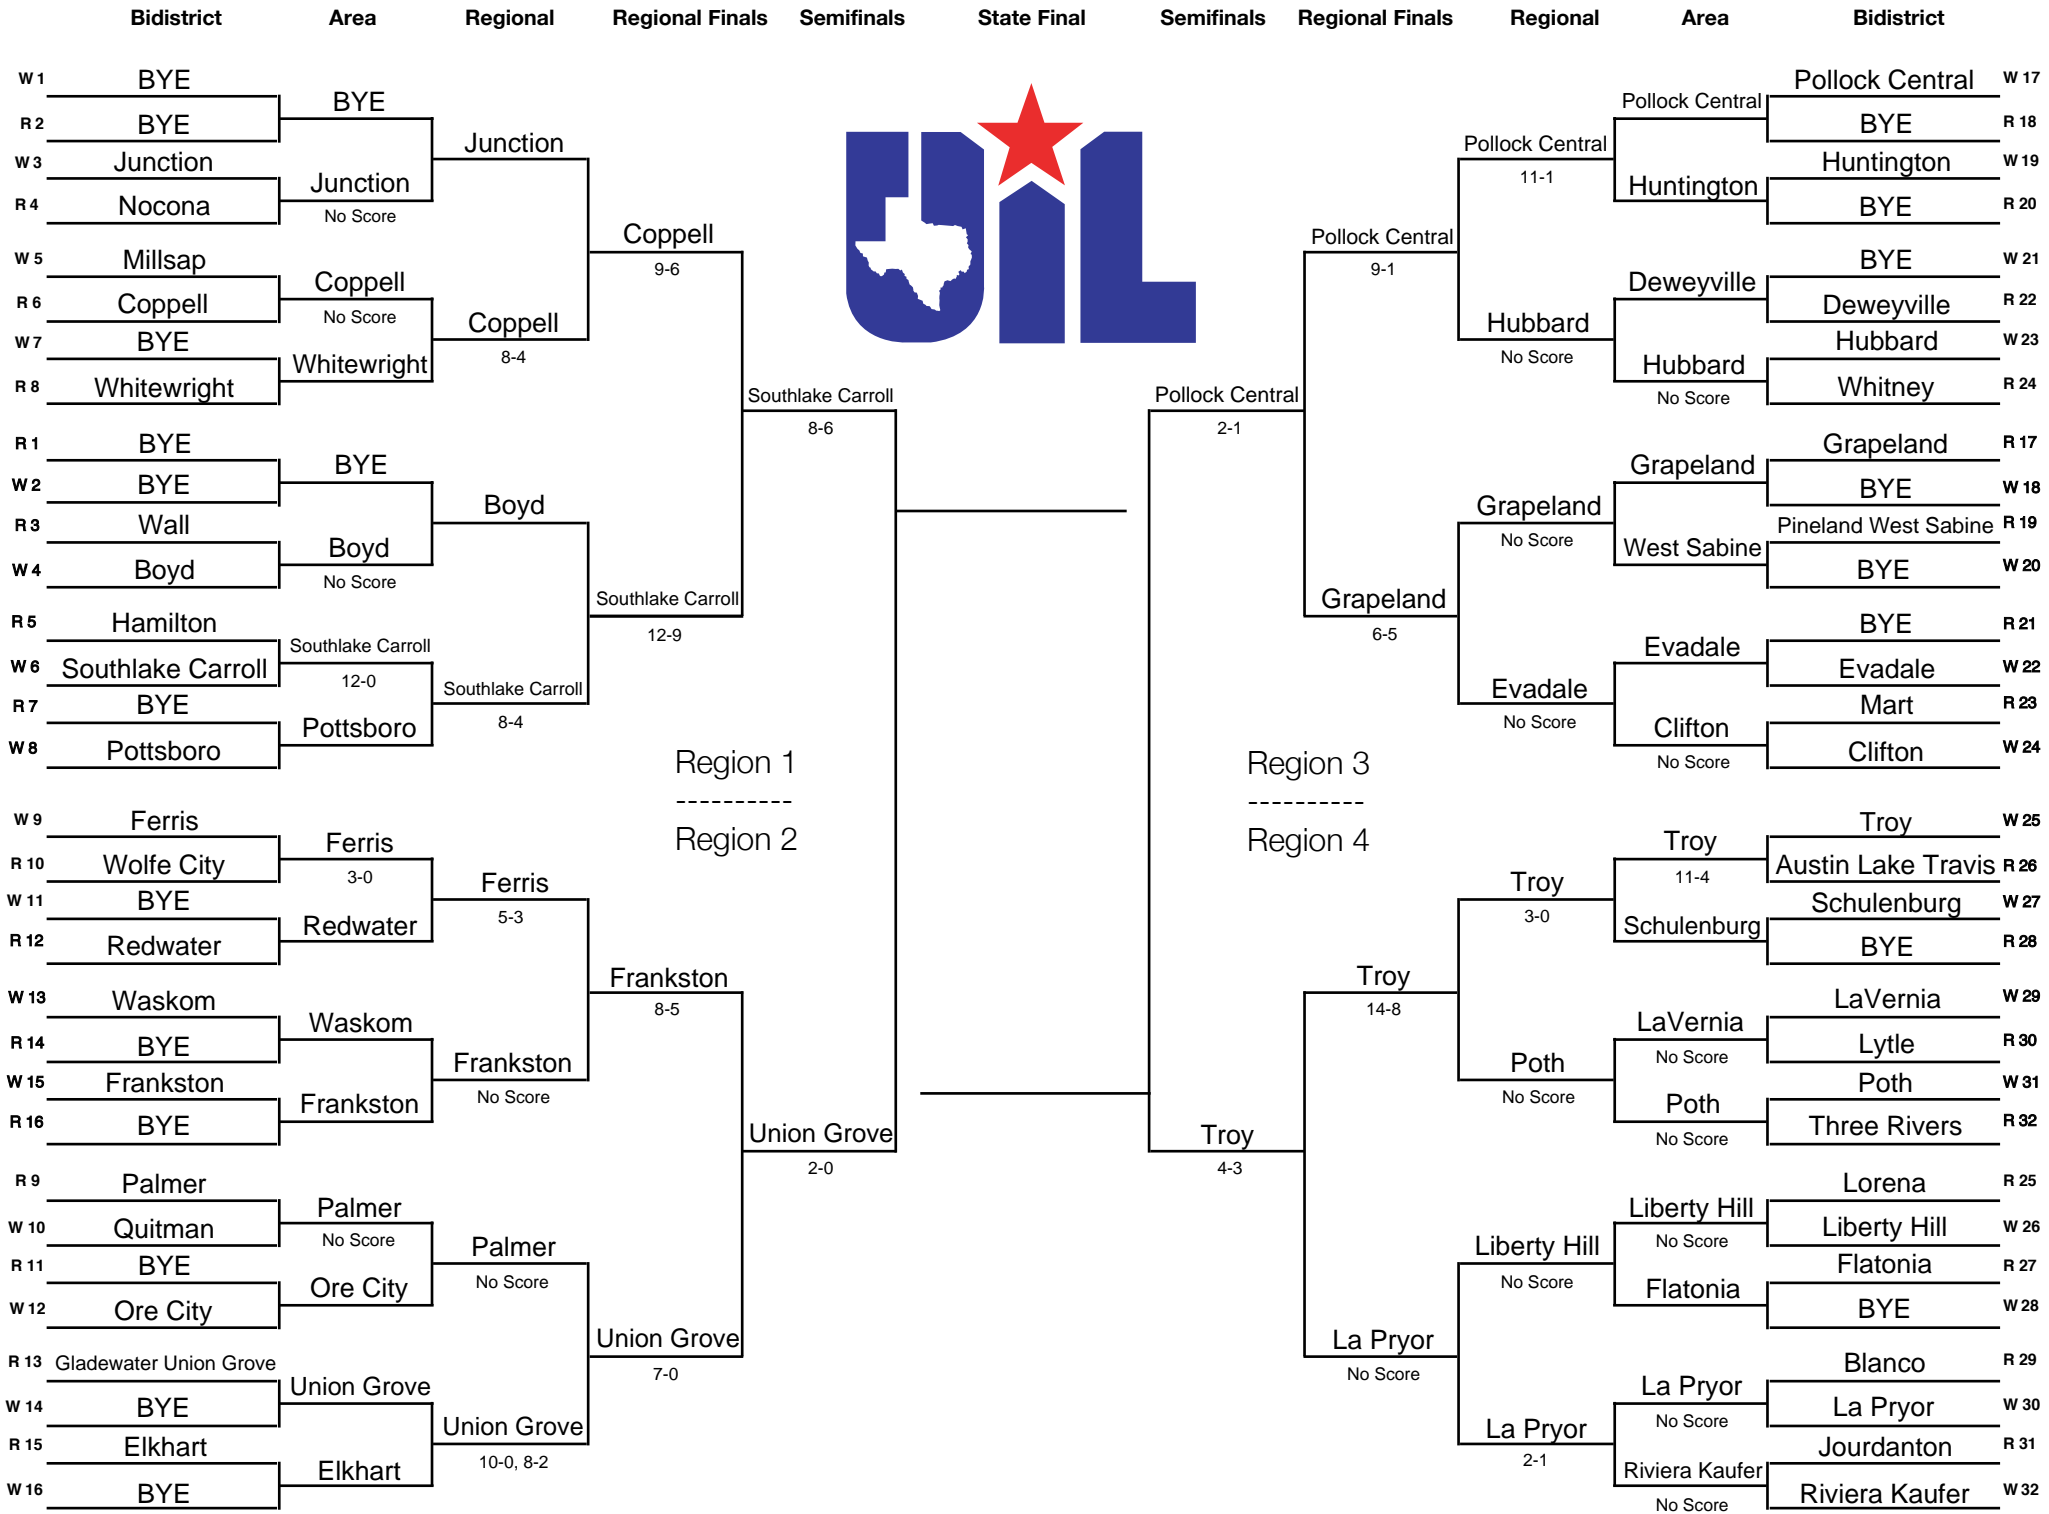 Bidistrict Area Regional Regional Finals Semifinals State Final Semifinals Regional Finals Regional Area Bidistrict
W 1 BYE
R 2 BYE
W 3 Junction
R 4 Nocona
W 5 Millsap
R 6 Coppell
W 7 BYE
R 8 Whitewright
R 1 BYE
W 2 BYE
R 3 Wall
W 4 Boyd
R 5 Hamilton
W 6 Southlake Carroll
R 7 BYE
W 8 Pottsboro
W 9 Ferris
R 10 Wolfe City
W 11 BYE
R 12 Redwater
W 13 Waskom
R 14 BYE
W 15 Frankston
R 16 BYE
R 9 Palmer
W 10 Quitman
R 11 BYE
W 12 Ore City
R 13 Gladewater Union Grove
W 14 BYE
R 15 Elkhart
W 16 BYE
BYE
Junction
No Score
Coppell
No Score
Whitewright
BYE
Boyd
No Score
Southlake Carroll
12-0
Pottsboro
Ferris
3-0
Redwater
Waskom
Frankston
Palmer
No Score
Ore City
Union Grove
Elkhart
Junction
Coppell
8-4
Boyd
Southlake Carroll
8-4
Ferris
5-3
Frankston
No Score
Palmer
No Score
Union Grove
10-0, 8-2
Coppell
9-6
Southlake Carroll
12-9
Region 1
----------
Region 2
Frankston
8-5
Union Grove
7-0
Southlake Carroll
8-6
Union Grove
2-0
UIL
Pollock Central
2-1
Troy
4-3
Pollock Central
9-1
Grapeland
6-5
Region 3
----------
Region 4
Troy
14-8
La Pryor
No Score
Pollock Central
11-1
Hubbard
No Score
Grapeland
No Score
Evadale
No Score
Troy
3-0
Poth
No Score
Liberty Hill
No Score
La Pryor
2-1
Pollock Central
Huntington
Deweyville
Hubbard
No Score
Grapeland
West Sabine
Evadale
Clifton
No Score
Troy
11-4
Schulenburg
LaVernia
No Score
Poth
No Score
Liberty Hill
No Score
Flatonia
La Pryor
No Score
Riviera Kaufer
No Score
Pollock Central W 17
BYE R 18
Huntington W 19
BYE R 20
BYE W 21
Deweyville R 22
Hubbard W 23
Whitney R 24
Grapeland R 17
BYE W 18
Pineland West Sabine R 19
BYE W 20
BYE R 21
Evadale W 22
Mart R 23
Clifton W 24
Troy W 25
Austin Lake Travis R 26
Schulenburg W 27
BYE R 28
LaVernia W 29
Lytle R 30
Poth W 31
Three Rivers R 32
Lorena R 25
Liberty Hill W 26
Flatonia R 27
BYE W 28
Blanco R 29
La Pryor W 30
Jourdanton R 31
Riviera Kaufer W 32